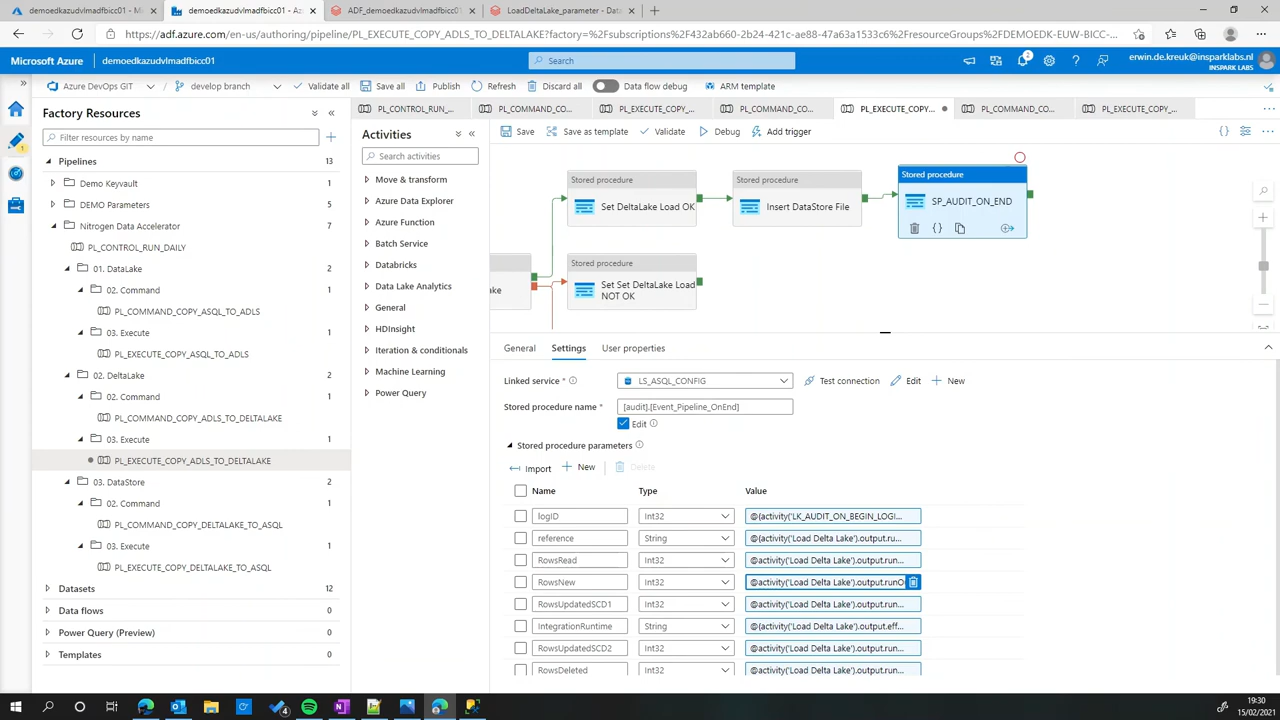 demoedkazudvlmadfbicc01 - Mi
demoedkazudvlmadfbicc01 - Azu
ADF_demoedkazudvlmadfbicc01 -
LoadDeltaLake_parameter - Data
https://adf.azure.com/en-us/authoring/pipeline/PL_EXECUTE_COPY_ADLS_TO_DELTALAKE?factory=%2Fsubscriptions%2F432ab660-2b24-421c-ae88-47a63a1533c6%2FresourceGroups%2FDEMOEDK-EUW-BICC-...
Microsoft Azure
demoedkazudvlmadfbicc01
Search
2
erwin.de.kreuk@insparklabs.nl
INSPARK LABS
Azure DevOps GIT
develop branch
Validate all
Save all
Publish
Refresh
Discard all
Data flow debug
ARM template
Factory Resources
Filter resources by name
Pipelines 13
Demo Keyvault 1
DEMO Parameters 5
Nitrogen Data Accelerator 7
PL_CONTROL_RUN_DAILY
01. DataLake 2
02. Command 1
PL_COMMAND_COPY_ASQL_TO_ADLS
03. Execute 1
PL_EXECUTE_COPY_ASQL_TO_ADLS
02. DeltaLake 2
02. Command 1
PL_COMMAND_COPY_ADLS_TO_DELTALAKE
03. Execute 1
PL_EXECUTE_COPY_ADLS_TO_DELTALAKE
03. DataStore 2
02. Command 1
PL_COMMAND_COPY_DELTALAKE_TO_ASQL
03. Execute 1
PL_EXECUTE_COPY_DELTALAKE_TO_ASQL
Datasets 12
Data flows 0
Power Query (Preview) 0
Templates 0
PL_CONTROL_RUN_...
PL_COMMAND_CO...
PL_EXECUTE_COPY_...
PL_COMMAND_CO...
PL_EXECUTE_COPY...
PL_COMMAND_CO...
PL_EXECUTE_COPY_...
Activities
Search activities
Move & transform
Azure Data Explorer
Azure Function
Batch Service
Databricks
Data Lake Analytics
General
HDInsight
Iteration & conditionals
Machine Learning
Power Query
Save
Save as template
Validate
Debug
Add trigger
Stored procedure
Set DeltaLake Load OK
Stored procedure
Insert DataStore File
Stored procedure
SP_AUDIT_ON_END
ke
Stored procedure
Set Set DeltaLake Load
NOT OK
General
Settings
User properties
Linked service *
LS_ASQL_CONFIG
Test connection
Edit
New
Stored procedure name *
[audit].[Event_Pipeline_OnEnd]
Edit
Stored procedure parameters
Import
New
Delete
Name Type Value
logID Int32 @{activity('LK_AUDIT_ON_BEGIN_LOGI...
reference String @{activity('Load Delta Lake').output.ru...
RowsRead Int32 @activity('Load Delta Lake').output.run...
RowsNew Int32 @activity('Load Delta Lake').output.runO
RowsUpdatedSCD1 Int32 @activity('Load Delta Lake').output.run...
IntegrationRuntime String @{activity('Load Delta Lake').output.eff...
RowsUpdatedSCD2 Int32 @activity('Load Delta Lake').output.run...
RowsDeleted Int32 @activity('Load Delta Lake').output.run...
19:30
15/02/2021